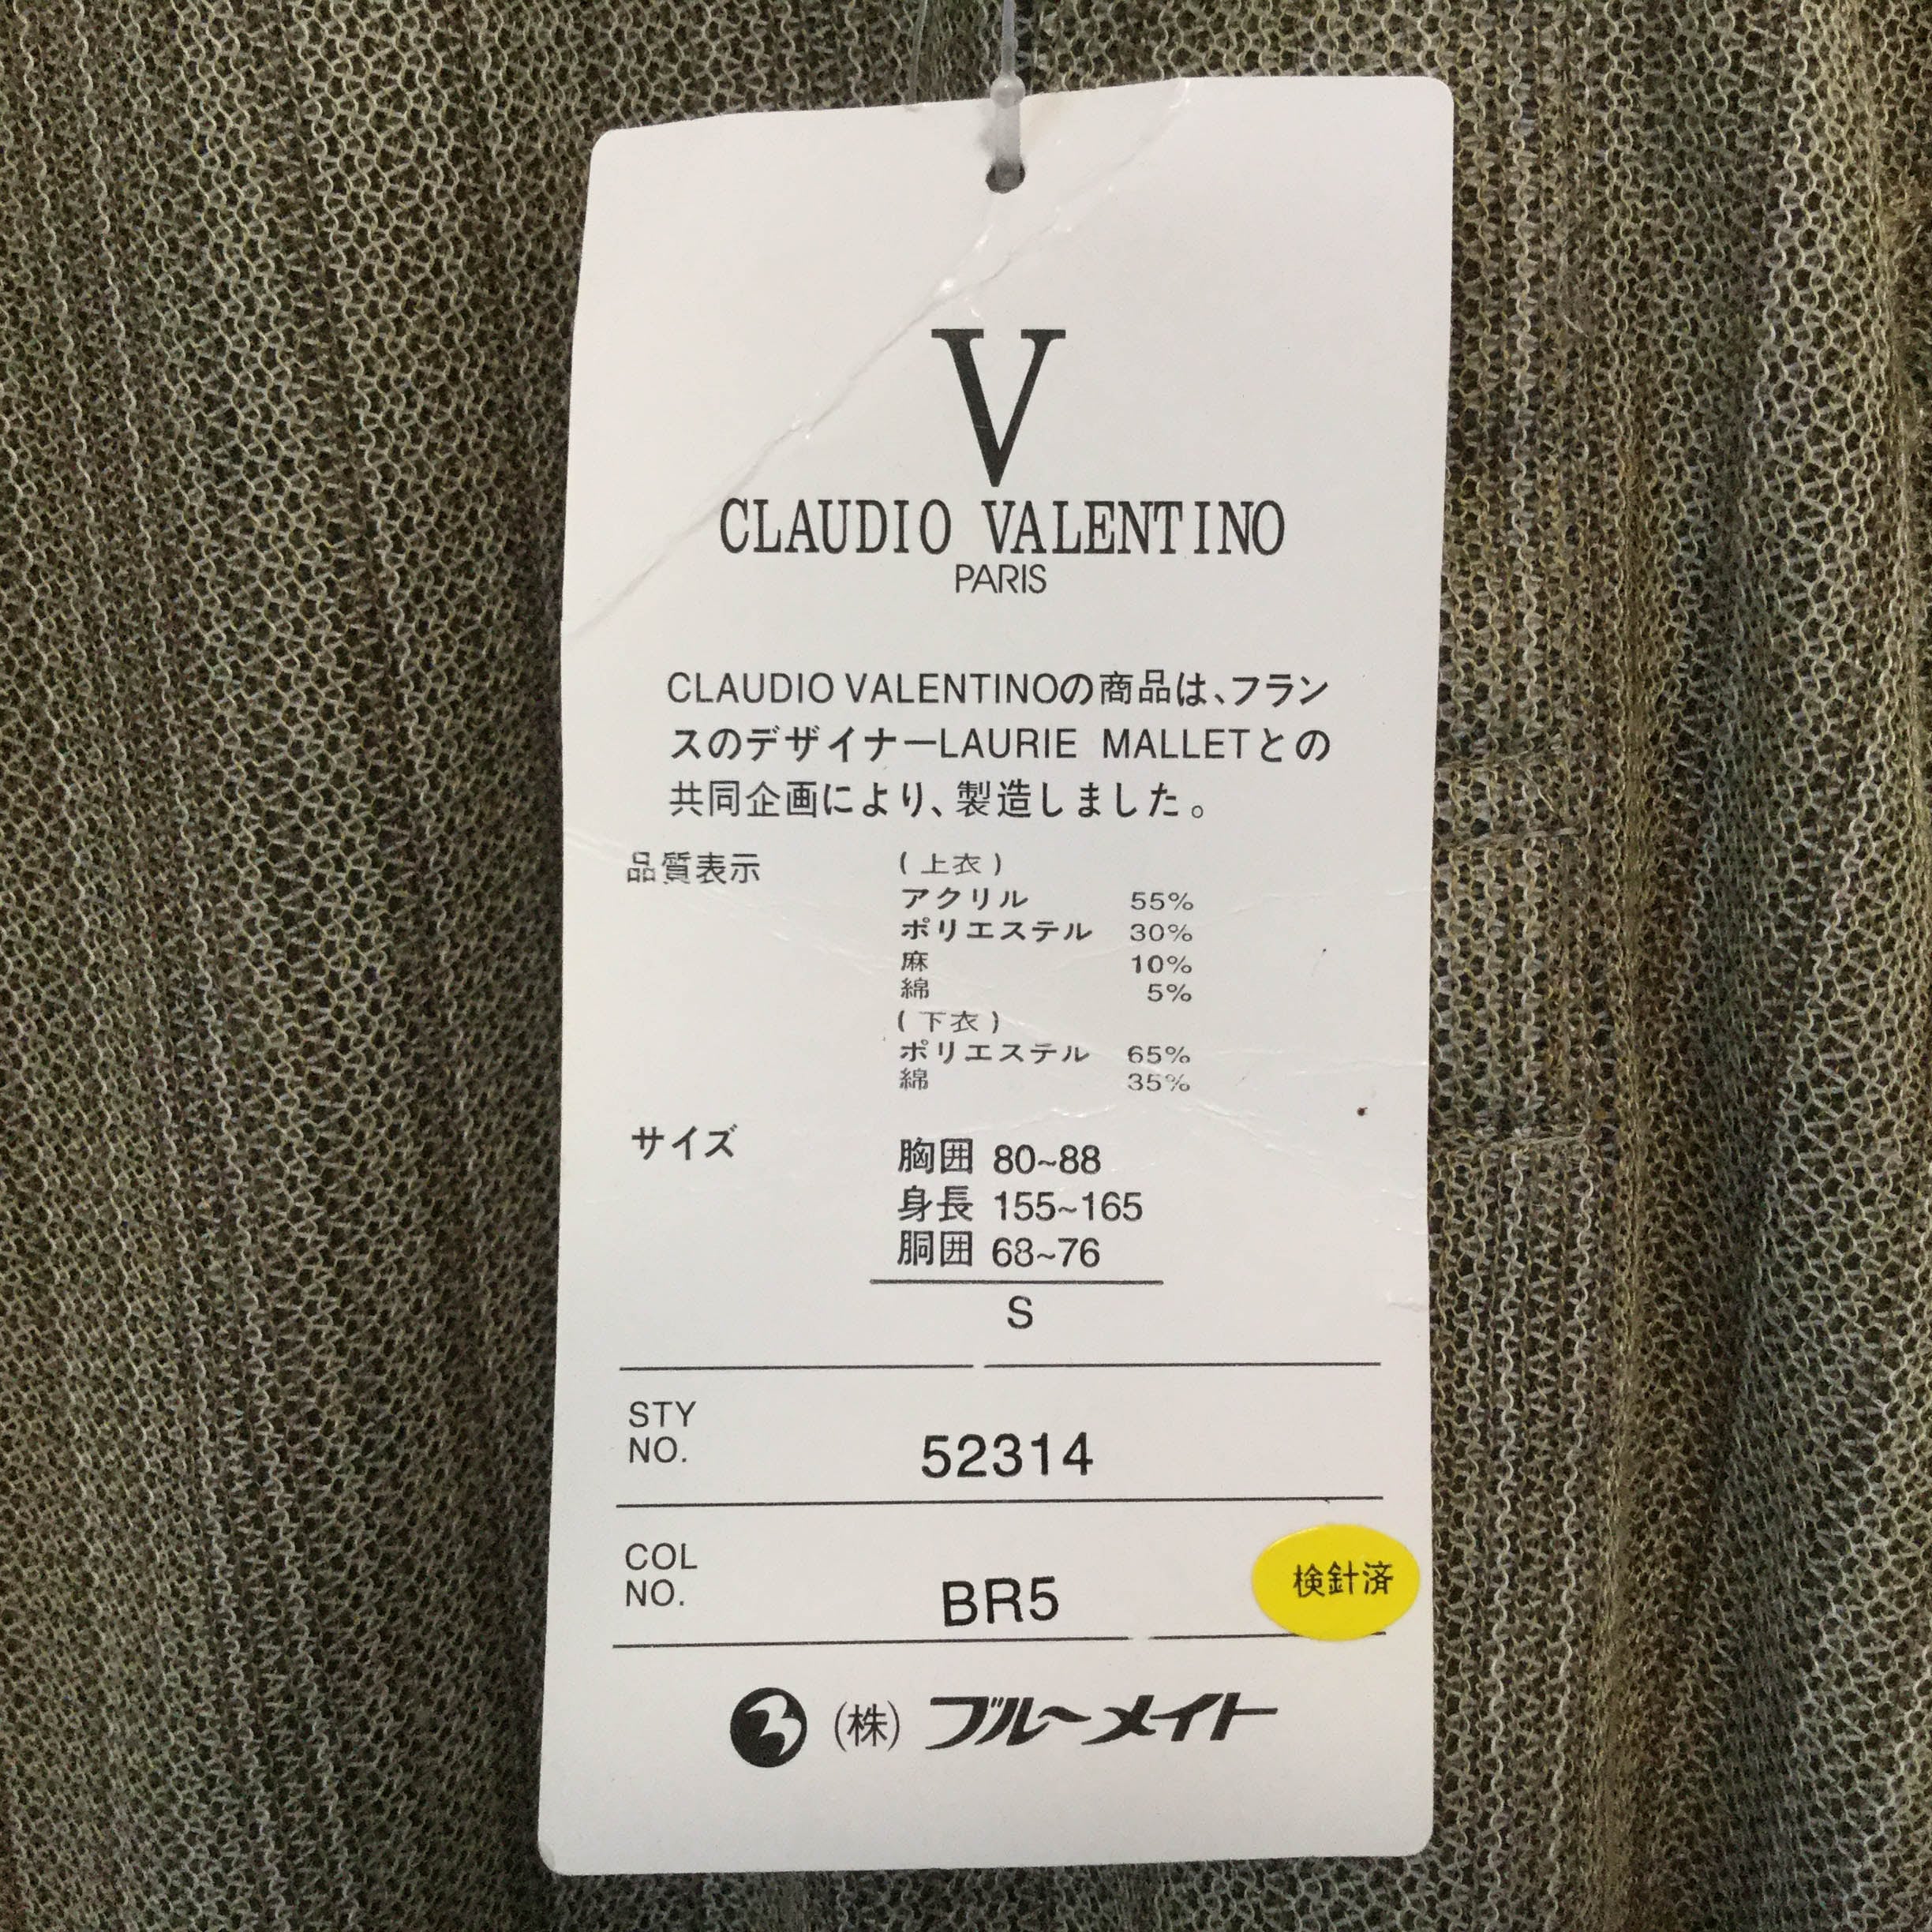 V
CLAUDIO VALENTINO
PARIS
CLAUDIO VALENTINOの商品は、フラン
スのデザイナーLAURIE MALLETとの
共同企画により、製造しました。
品質表示 (上衣)
アクリル 55%
ポリエステル 30%
麻 10%
綿 5%
(下衣)
ポリエステル 65%
綿 35%
サイズ 胸囲 80~88
身長 155~165
胴囲 68~76
S
STY
NO. 52314
COL
NO. BR5
検針済
(株) ブルーメイト